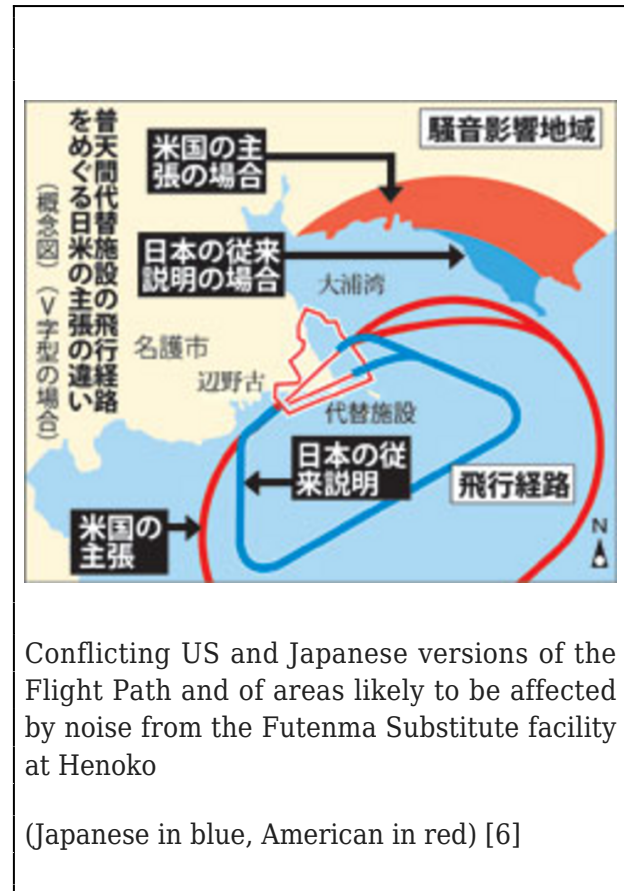 普天間代替施設の飛行経路
をめぐる日米の主張の違い
（概念図）（V字型の場合）
米国の主
張の場合
騒音影響地域
日本の従来
説明の場合
大浦湾
名護市
辺野古
代替施設
日本の従
来説明
飛行経路
米国の
主張
N
Conflicting US and Japanese versions of the
Flight Path and of areas likely to be affected
by noise from the Futenma Substitute facility
at Henoko
(Japanese in blue, American in red) [6]